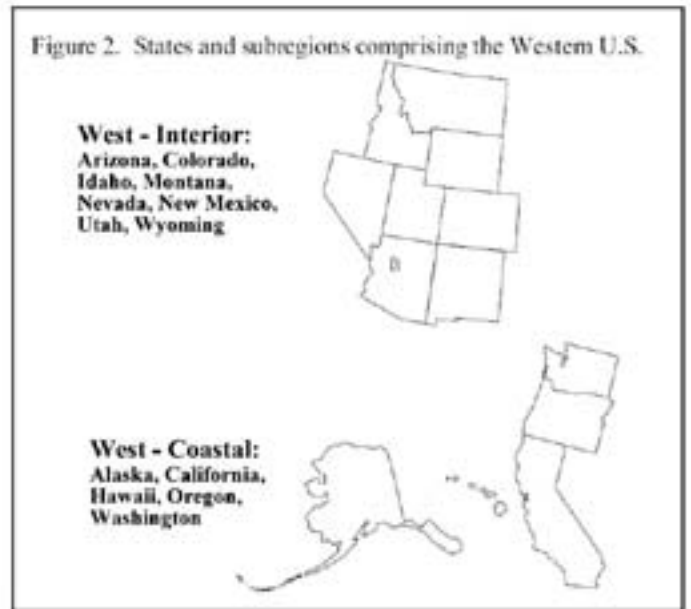 Figure 2. States and subregions comprising the Western U.S.
West - Interior:
Arizona, Colorado,
Idaho, Montana,
Nevada, New Mexico,
Utah, Wyoming
West - Coastal:
Alaska, California,
Hawaii, Oregon,
Washington